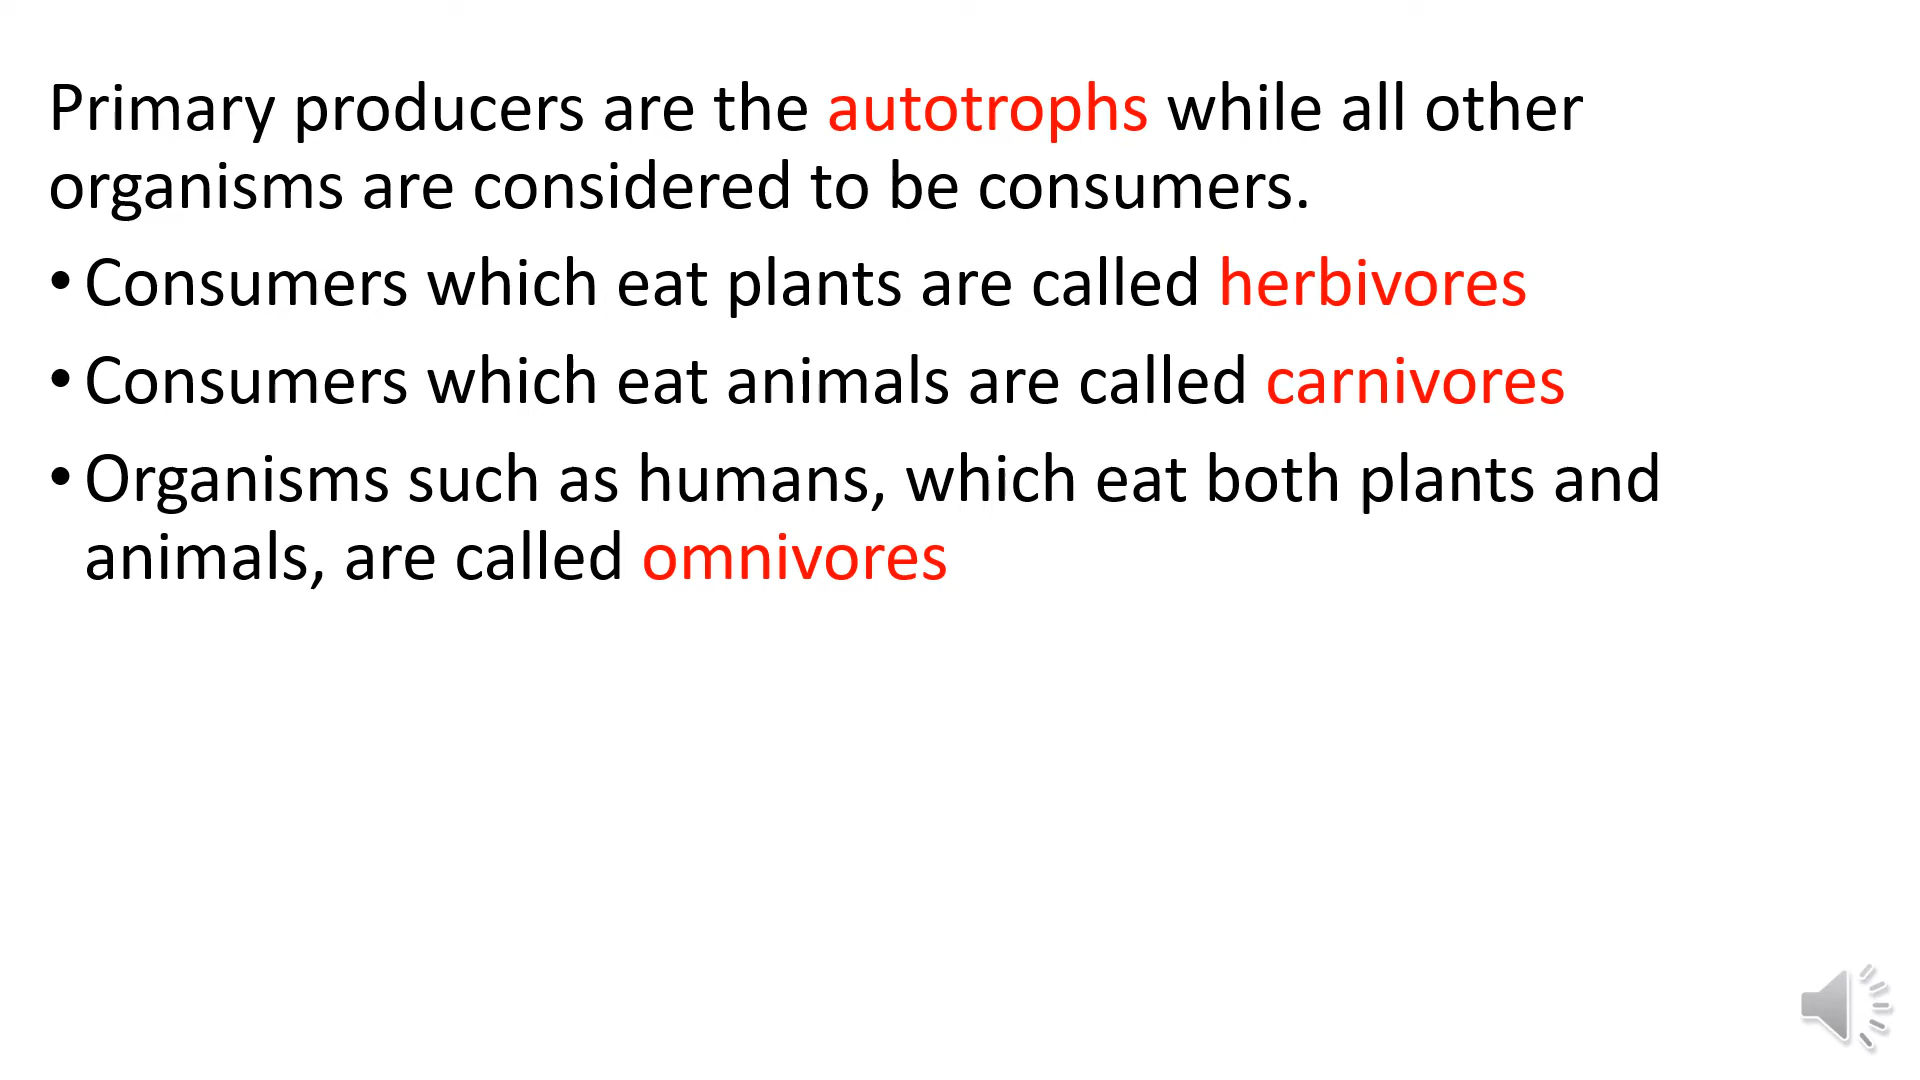 Primary producers are the autotrophs while all other
organisms are considered to be consumers.
• Consumers which eat plants are called herbivores
• Consumers which eat animals are called carnivores
• Organisms such as humans, which eat both plants and
animals, are called omnivores